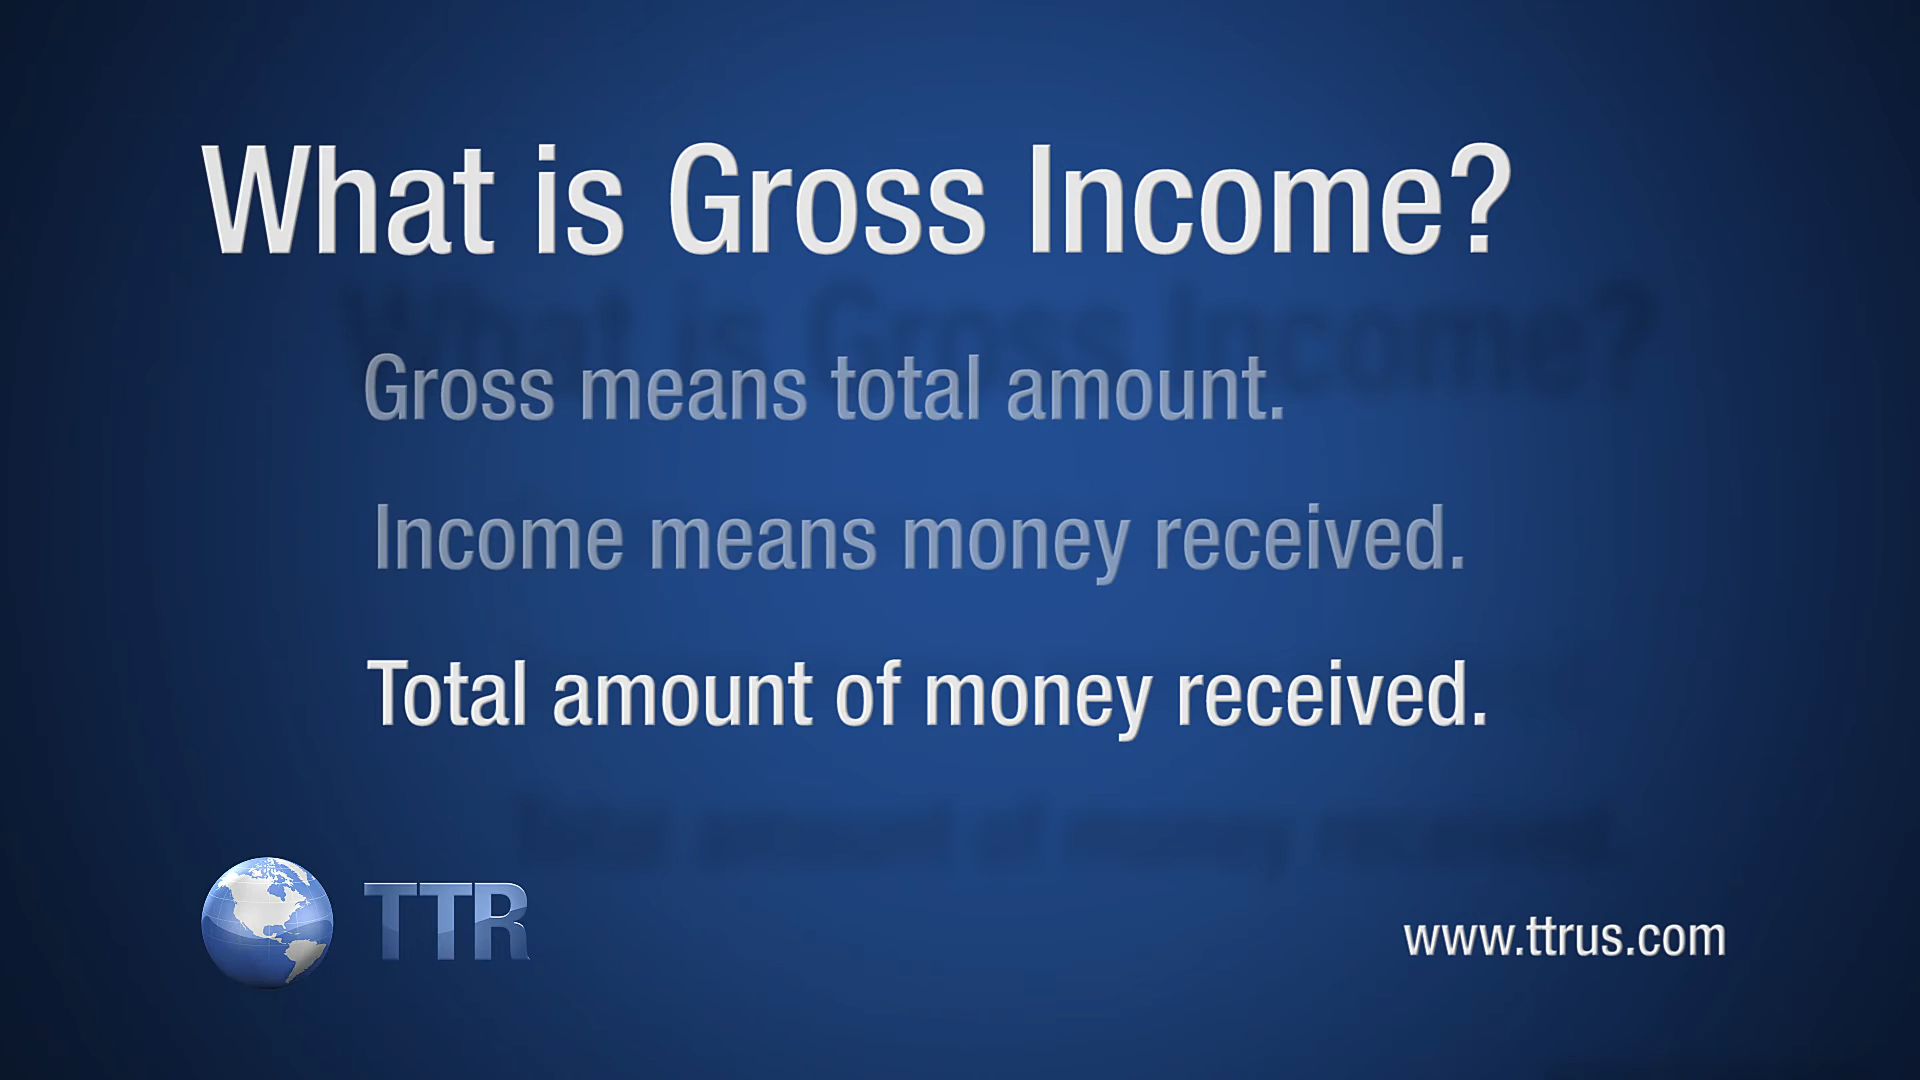 What is Gross Income?
Gross means total amount.
Income means money received.
Total amount of money received.
TTR
www.ttrus.com